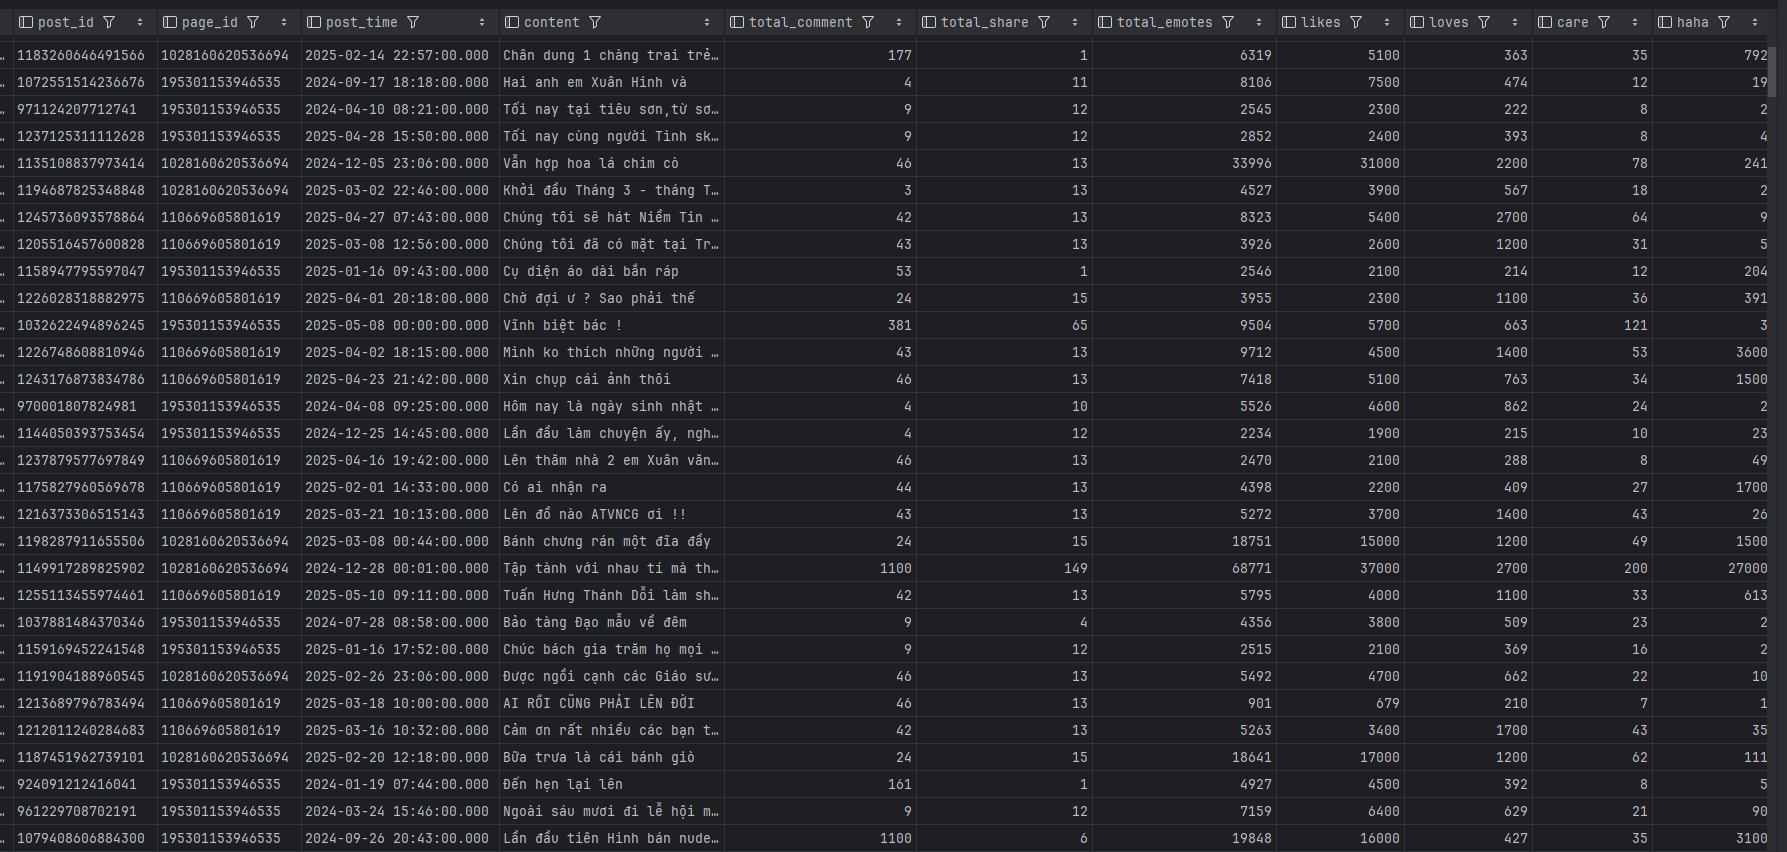 post_id page_id post_time content total_comment total_share total_emotes likes loves care haha
1183260646491566 1028160620536694 2025-02-14 22:57:00.000 Chân dung 1 chàng trai trẻ… 177 1 6319 5100 363 35 792
1072551514236676 195301153946535 2024-09-17 18:18:00.000 Hai anh em Xuân Hinh và 4 11 8106 7500 474 12 19
971124207712741 195301153946535 2024-04-10 08:21:00.000 Tối nay tại tiêu sơn,từ sơ… 9 12 2545 2300 222 8 2
1237125311112628 195301153946535 2025-04-28 15:50:00.000 Tối nay cùng người Tình sk… 9 12 2852 2400 393 8 4
1135108837973414 1028160620536694 2024-12-05 23:06:00.000 Vẫn hợp hoa lá chim cò 46 13 33996 31000 2200 78 241
1194687825348848 1028160620536694 2025-03-02 22:46:00.000 Khởi đầu Tháng 3 - tháng T… 3 13 4527 3900 567 18 2
1245736093578864 110669605801619 2025-04-27 07:43:00.000 Chúng tôi sẽ hát Niềm Tin … 42 13 8323 5400 2700 64 9
1205516457600828 110669605801619 2025-03-08 12:56:00.000 Chúng tôi đã có mặt tại Tr… 43 13 3926 2600 1200 31 5
1158947795597047 195301153946535 2025-01-16 09:43:00.000 Cụ diện áo dài bắn ráp 53 1 2546 2100 214 12 204
1226028318882975 110669605801619 2025-04-01 20:18:00.000 Chờ đợi ư ? Sao phải thế 24 15 3955 2300 1100 36 391
1032622494896245 195301153946535 2025-05-08 00:00:00.000 Vĩnh biệt bác ! 381 65 9504 5700 663 121 3
1226748608810946 110669605801619 2025-04-02 18:15:00.000 Mình ko thích những người … 43 13 9712 4500 1400 53 3600
1243176873834786 110669605801619 2025-04-23 21:42:00.000 Xin chụp cái ảnh thôi 46 13 7418 5100 763 34 1500
970001807824981 195301153946535 2024-04-08 09:25:00.000 Hôm nay là ngày sinh nhật … 4 10 5526 4600 862 24 2
1144050393753454 195301153946535 2024-12-25 14:45:00.000 Lần đầu làm chuyện ấy, ngh… 4 12 2234 1900 215 10 23
1237879577697849 110669605801619 2025-04-16 19:42:00.000 Lên thăm nhà 2 em Xuân văn… 46 13 2470 2100 288 8 49
1175827960569678 110669605801619 2025-02-01 14:33:00.000 Có ai nhận ra 44 13 4398 2200 409 27 1700
1216373306515143 110669605801619 2025-03-21 10:13:00.000 Lên đồ nào ATVNCG ơi !! 43 13 5272 3700 1400 43 26
1198287911655506 1028160620536694 2025-03-08 00:44:00.000 Bánh chưng rán một đĩa đầy 24 15 18751 15000 1200 49 1500
1149917289825902 1028160620536694 2024-12-28 00:01:00.000 Tập tành với nhau tí mà th… 1100 149 68771 37000 2700 200 27000
1255113455974461 110669605801619 2025-05-10 09:11:00.000 Tuấn Hưng Thánh Dỗi làm sh… 42 13 5795 4000 1100 33 613
1037881484370346 195301153946535 2024-07-28 08:58:00.000 Bảo tàng Đạo mẫu về đêm 9 4 4356 3800 509 23 2
1159169452241548 195301153946535 2025-01-16 17:52:00.000 Chúc bách gia trăm họ mọi … 9 12 2515 2100 369 16 2
1191904188960545 1028160620536694 2025-02-26 23:06:00.000 Được ngồi cạnh các Giáo sư… 46 13 5492 4700 662 22 10
1213689796783494 110669605801619 2025-03-18 10:00:00.000 AI RỒI CŨNG PHẢI LÊN ĐỜI 46 13 901 679 210 7 1
1212011240284683 110669605801619 2025-03-16 10:32:00.000 Cảm ơn rất nhiều các bạn t… 42 13 5263 3400 1700 43 35
1187451962739101 1028160620536694 2025-02-20 12:18:00.000 Bữa trưa là cái bánh giò 24 15 18641 17000 1200 62 111
924091212416041 195301153946535 2024-01-19 07:44:00.000 Đến hẹn lại lên 161 1 4927 4500 392 8 5
961229708702191 195301153946535 2024-03-24 15:46:00.000 Ngoài sáu mươi đi lễ hội m… 9 12 7159 6400 629 21 90
1079408606884300 195301153946535 2024-09-26 20:43:00.000 Lần đầu tiên Hinh bán nude… 1100 6 19848 16000 427 35 3100